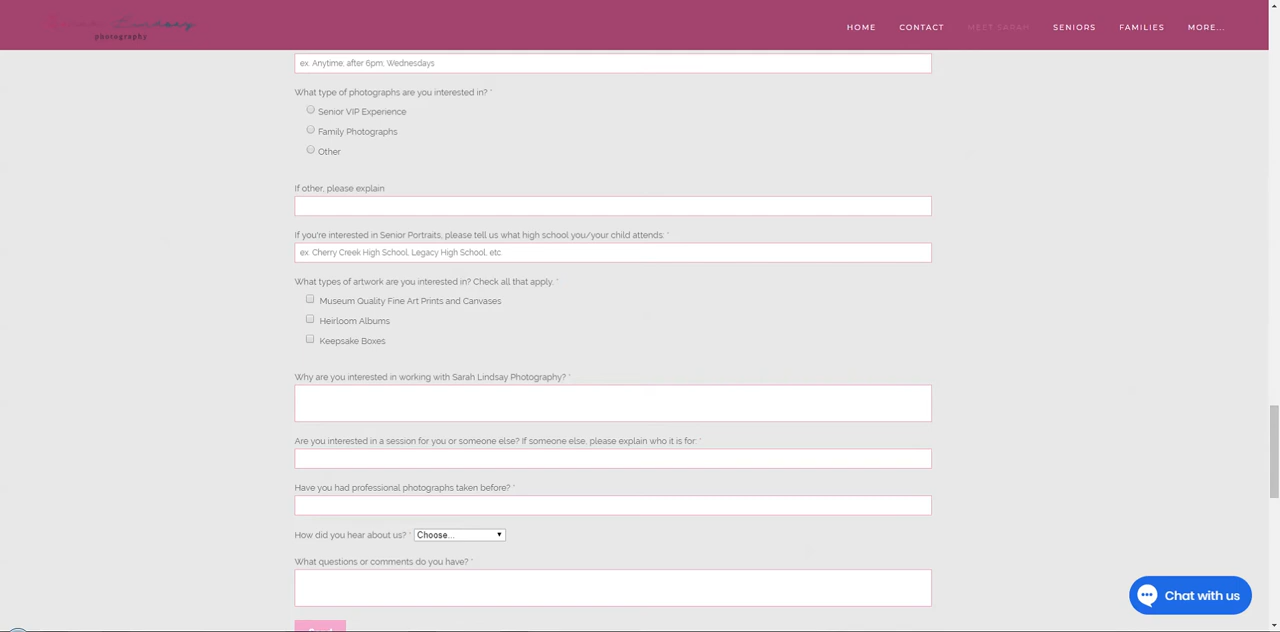 photography
HOME CONTACT MEET SARAH SENIORS FAMILIES MORE...
ex. Anytime, after 6pm, Wednesdays
What type of photographs are you interested in? *
Senior VIP Experience
Family Photographs
Other
If other, please explain
If you're interested in Senior Portraits, please tell us what high school you/your child attends: *
ex. Cherry Creek High School, Legacy High School, etc.
What types of artwork are you interested in? Check all that apply. *
Museum Quality Fine Art Prints and Canvases
Heirloom Albums
Keepsake Boxes
Why are you interested in working with Sarah Lindsay Photography? *
Are you interested in a session for you or someone else? If someone else, please explain who it is for: *
Have you had professional photographs taken before? *
How did you hear about us? * Choose...
What questions or comments do you have? *
Chat with us